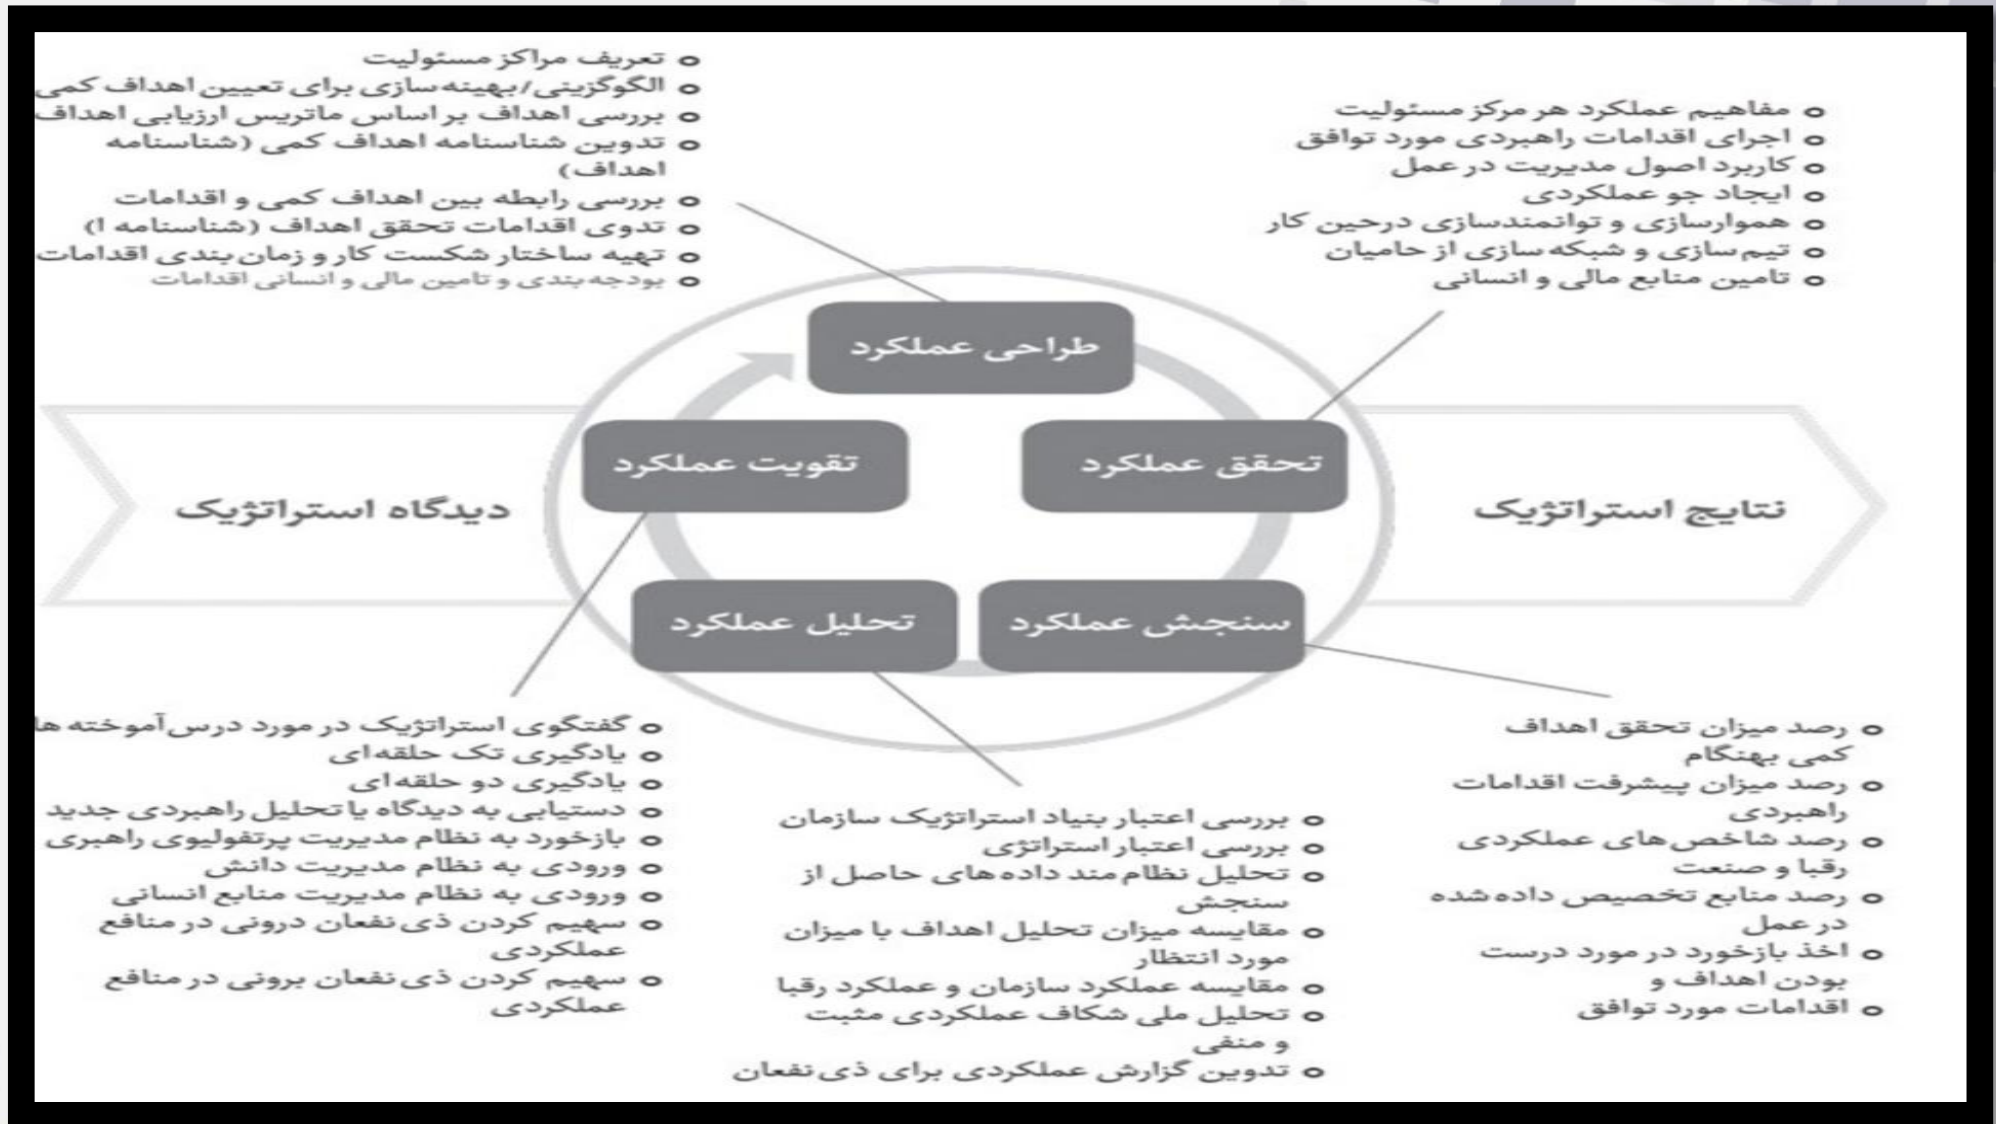 تعریف مراکز مسئولیت
الگوگزینی/بهینه‌سازی برای تعیین اهداف کمی
بررسی اهداف بر اساس ماتریس ارزیابی اهداف
تدوین شناسنامه اهداف کمی (شناسنامه
اهداف)
بررسی رابطه بین اهداف کمی و اقدامات
تدوی اقدامات تحقق اهداف (شناسنامه ا)
تهیه ساختار شکست کار و زمان‌بندی اقدامات
بودجه‌بندی و تامین مالی و انسانی اقدامات
مفاهیم عملکرد هر مرکز مسئولیت
اجرای اقدامات راهبردی مورد توافق
کاربرد اصول مدیریت در عمل
ایجاد جو عملکردی
هموارسازی و توانمندسازی درحین کار
تیم‌سازی و شبکه‌سازی از حامیان
تامین منابع مالی و انسانی
طراحی عملکرد
تحقق عملکرد
تقویت عملکرد
نتایج استراتژیک
دیدگاه استراتژیک
سنجش عملکرد
تحلیل عملکرد
رصد میزان تحقق اهداف
کمی بهنگام
رصد میزان پیشرفت اقدامات
راهبردی
رصد شاخص‌های عملکردی
رقبا و صنعت
رصد منابع تخصیص داده‌شده
در عمل
اخذ بازخورد در مورد درست
بودن اهداف و
اقدامات مورد توافق
بررسی اعتبار بنیاد استراتژیک سازمان
بررسی اعتبار استراتژی
تحلیل نظام‌مند داده‌های حاصل از
سنجش
مقایسه میزان تحلیل اهداف با میزان
مورد انتظار
مقایسه عملکرد سازمان و عملکرد رقبا
تحلیل ملی شکاف عملکردی مثبت
و منفی
تدوین گزارش عملکردی برای ذی‌نفعان
گفتگوی استراتژیک در مورد درس‌آموخته ها
یادگیری تک حلقه‌ای
یادگیری دو حلقه‌ای
دستیابی به دیدگاه یا تحلیل راهبردی جدید
بازخورد به نظام مدیریت پرتفولیوی راهبری
ورودی به نظام مدیریت دانش
ورودی به نظام مدیریت منابع انسانی
سهیم کردن ذی‌نفعان درونی در منافع
عملکردی
سهیم کردن ذی‌نفعان برونی در منافع
عملکردی